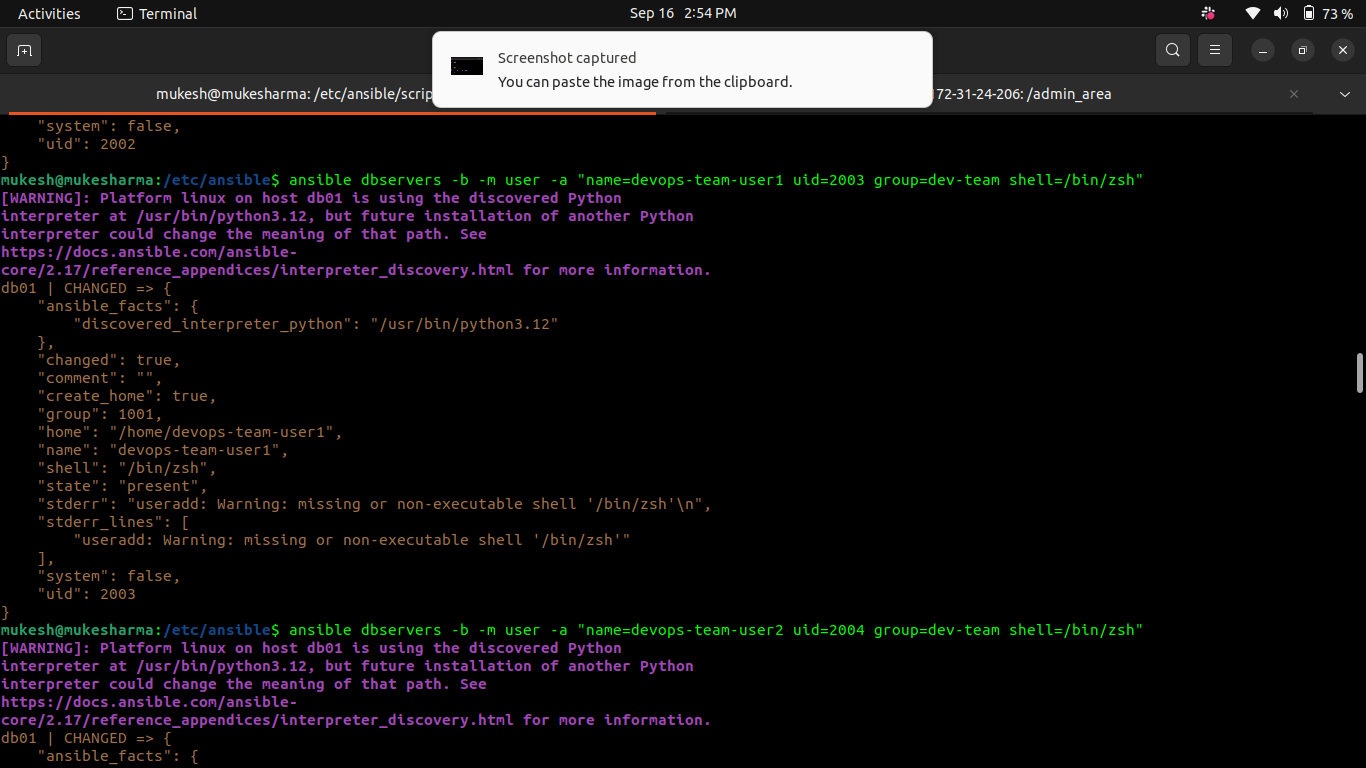 Activities
Terminal
Sep 16 2:54 PM
73 %
Screenshot captured
You can paste the image from the clipboard.
mukesh@mukesharma: /etc/ansible/scrip
172-31-24-206: /admin_area
    "system": false,
    "uid": 2002
}
mukesh@mukesharma:/etc/ansible$ ansible dbservers -b -m user -a "name=devops-team-user1 uid=2003 group=dev-team shell=/bin/zsh"
[WARNING]: Platform linux on host db01 is using the discovered Python
interpreter at /usr/bin/python3.12, but future installation of another Python
interpreter could change the meaning of that path. See
https://docs.ansible.com/ansible-
core/2.17/reference_appendices/interpreter_discovery.html for more information.
db01 | CHANGED => {
    "ansible_facts": {
        "discovered_interpreter_python": "/usr/bin/python3.12"
    },
    "changed": true,
    "comment": "",
    "create_home": true,
    "group": 1001,
    "home": "/home/devops-team-user1",
    "name": "devops-team-user1",
    "shell": "/bin/zsh",
    "state": "present",
    "stderr": "useradd: Warning: missing or non-executable shell '/bin/zsh'\n",
    "stderr_lines": [
        "useradd: Warning: missing or non-executable shell '/bin/zsh'"
    ],
    "system": false,
    "uid": 2003
}
mukesh@mukesharma:/etc/ansible$ ansible dbservers -b -m user -a "name=devops-team-user2 uid=2004 group=dev-team shell=/bin/zsh"
[WARNING]: Platform linux on host db01 is using the discovered Python
interpreter at /usr/bin/python3.12, but future installation of another Python
interpreter could change the meaning of that path. See
https://docs.ansible.com/ansible-
core/2.17/reference_appendices/interpreter_discovery.html for more information.
db01 | CHANGED => {
    "ansible_facts": {